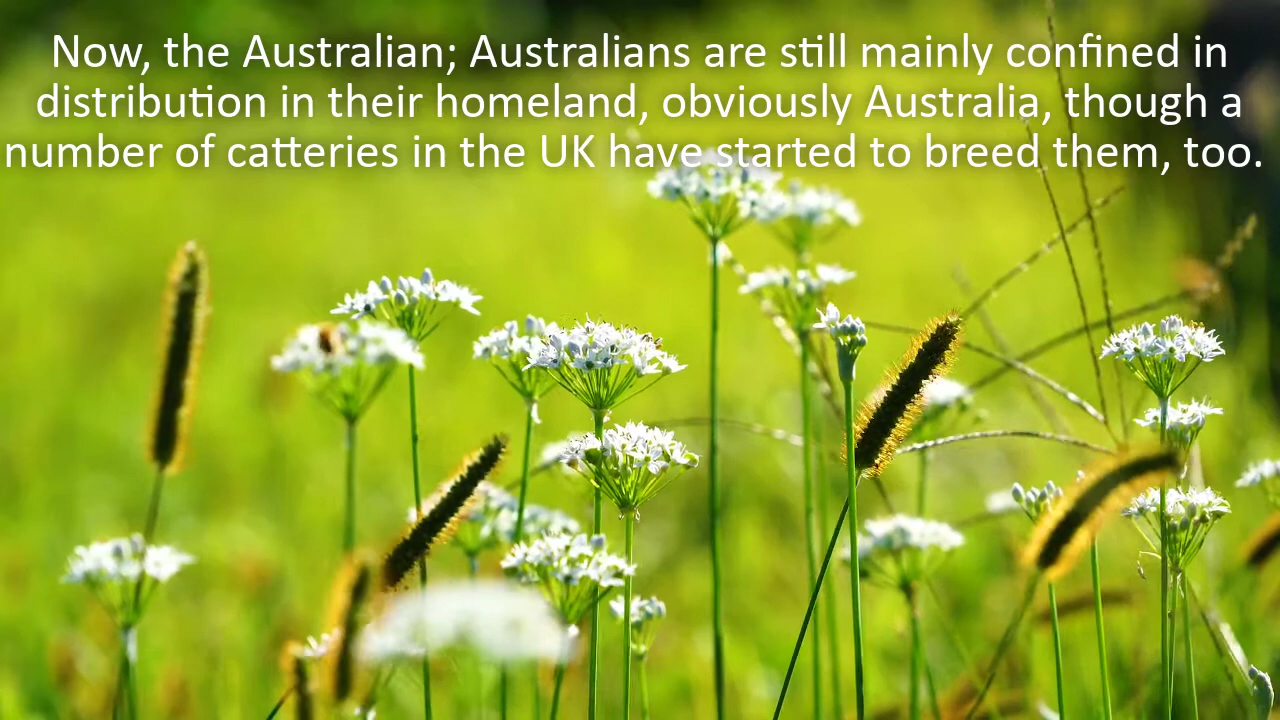 Now, the Australian; Australians are still mainly confined in
distribution in their homeland, obviously Australia, though a
number of catteries in the UK have started to breed them, too.